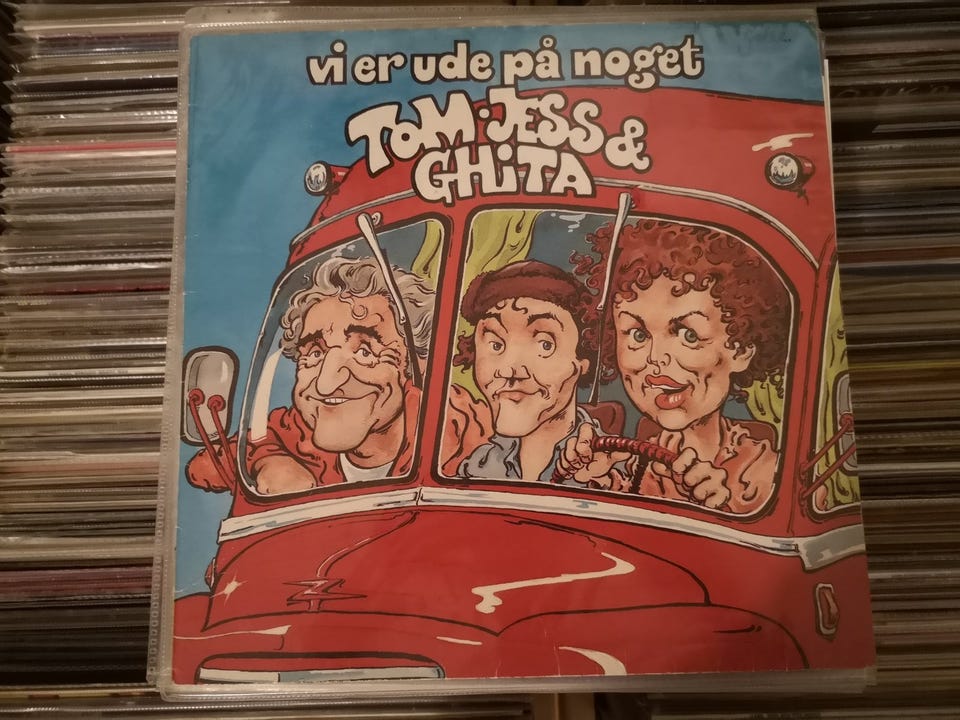 vi er ude på noget
TOM·JESS &
GHiTA